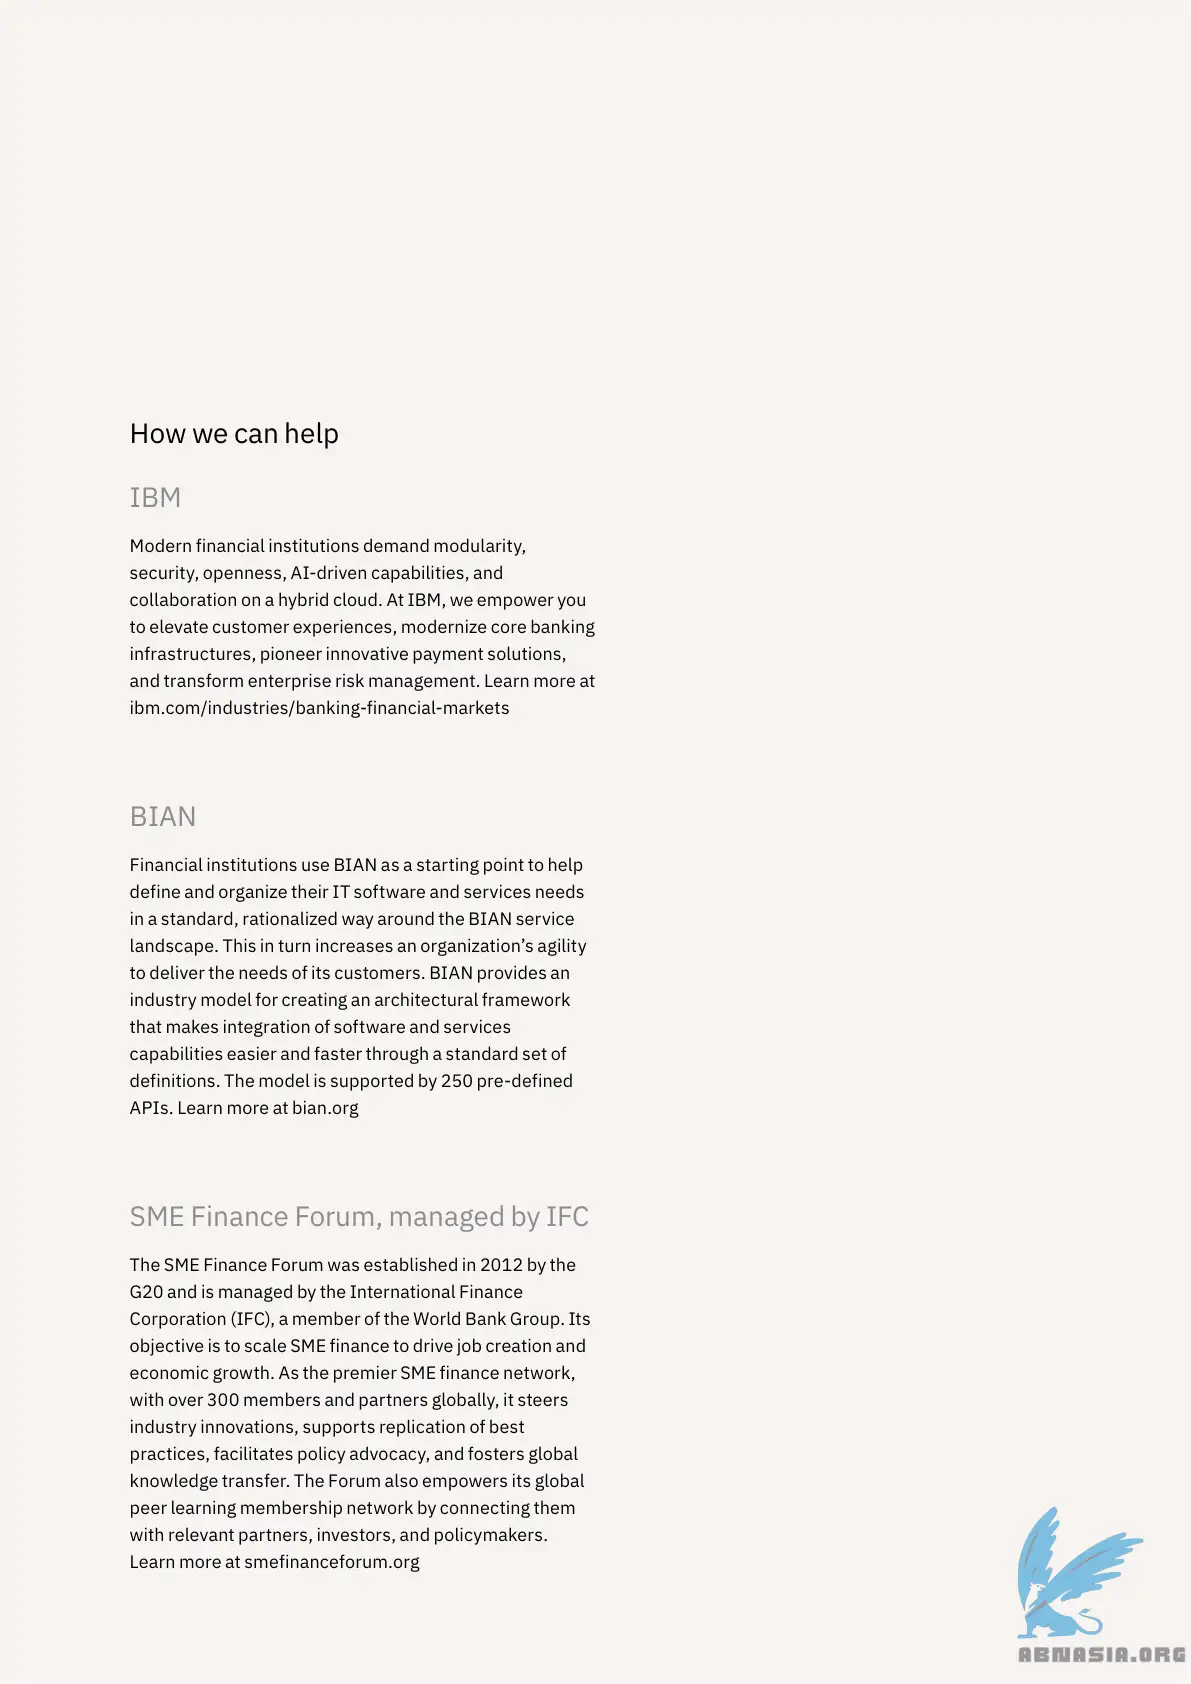 How we can help
IBM
Modern financial institutions demand modularity,
security, openness, AI-driven capabilities, and
collaboration on a hybrid cloud. At IBM, we empower you
to elevate customer experiences, modernize core banking
infrastructures, pioneer innovative payment solutions,
and transform enterprise risk management. Learn more at
ibm.com/industries/banking-financial-markets
BIAN
Financial institutions use BIAN as a starting point to help
define and organize their IT software and services needs
in a standard, rationalized way around the BIAN service
landscape. This in turn increases an organization’s agility
to deliver the needs of its customers. BIAN provides an
industry model for creating an architectural framework
that makes integration of software and services
capabilities easier and faster through a standard set of
definitions. The model is supported by 250 pre-defined
APIs. Learn more at bian.org
SME Finance Forum, managed by IFC
The SME Finance Forum was established in 2012 by the
G20 and is managed by the International Finance
Corporation (IFC), a member of the World Bank Group. Its
objective is to scale SME finance to drive job creation and
economic growth. As the premier SME finance network,
with over 300 members and partners globally, it steers
industry innovations, supports replication of best
practices, facilitates policy advocacy, and fosters global
knowledge transfer. The Forum also empowers its global
peer learning membership network by connecting them
with relevant partners, investors, and policymakers.
Learn more at smefinanceforum.org
ABNASIA.ORG